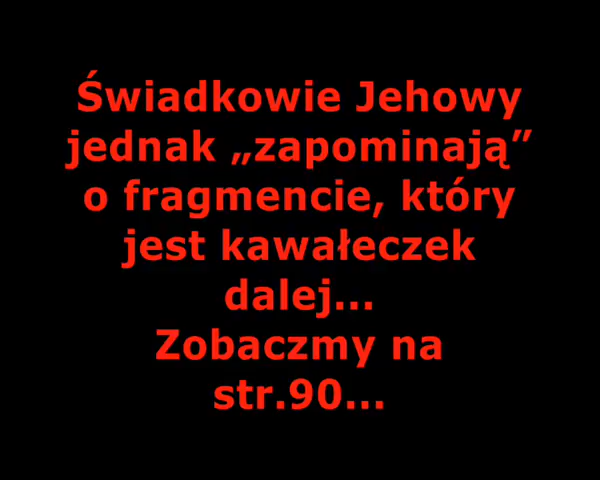 Świadkowie Jehowy
jednak „zapominają”
o fragmencie, który
jest kawałeczek
dalej...
Zobaczmy na
str.90...